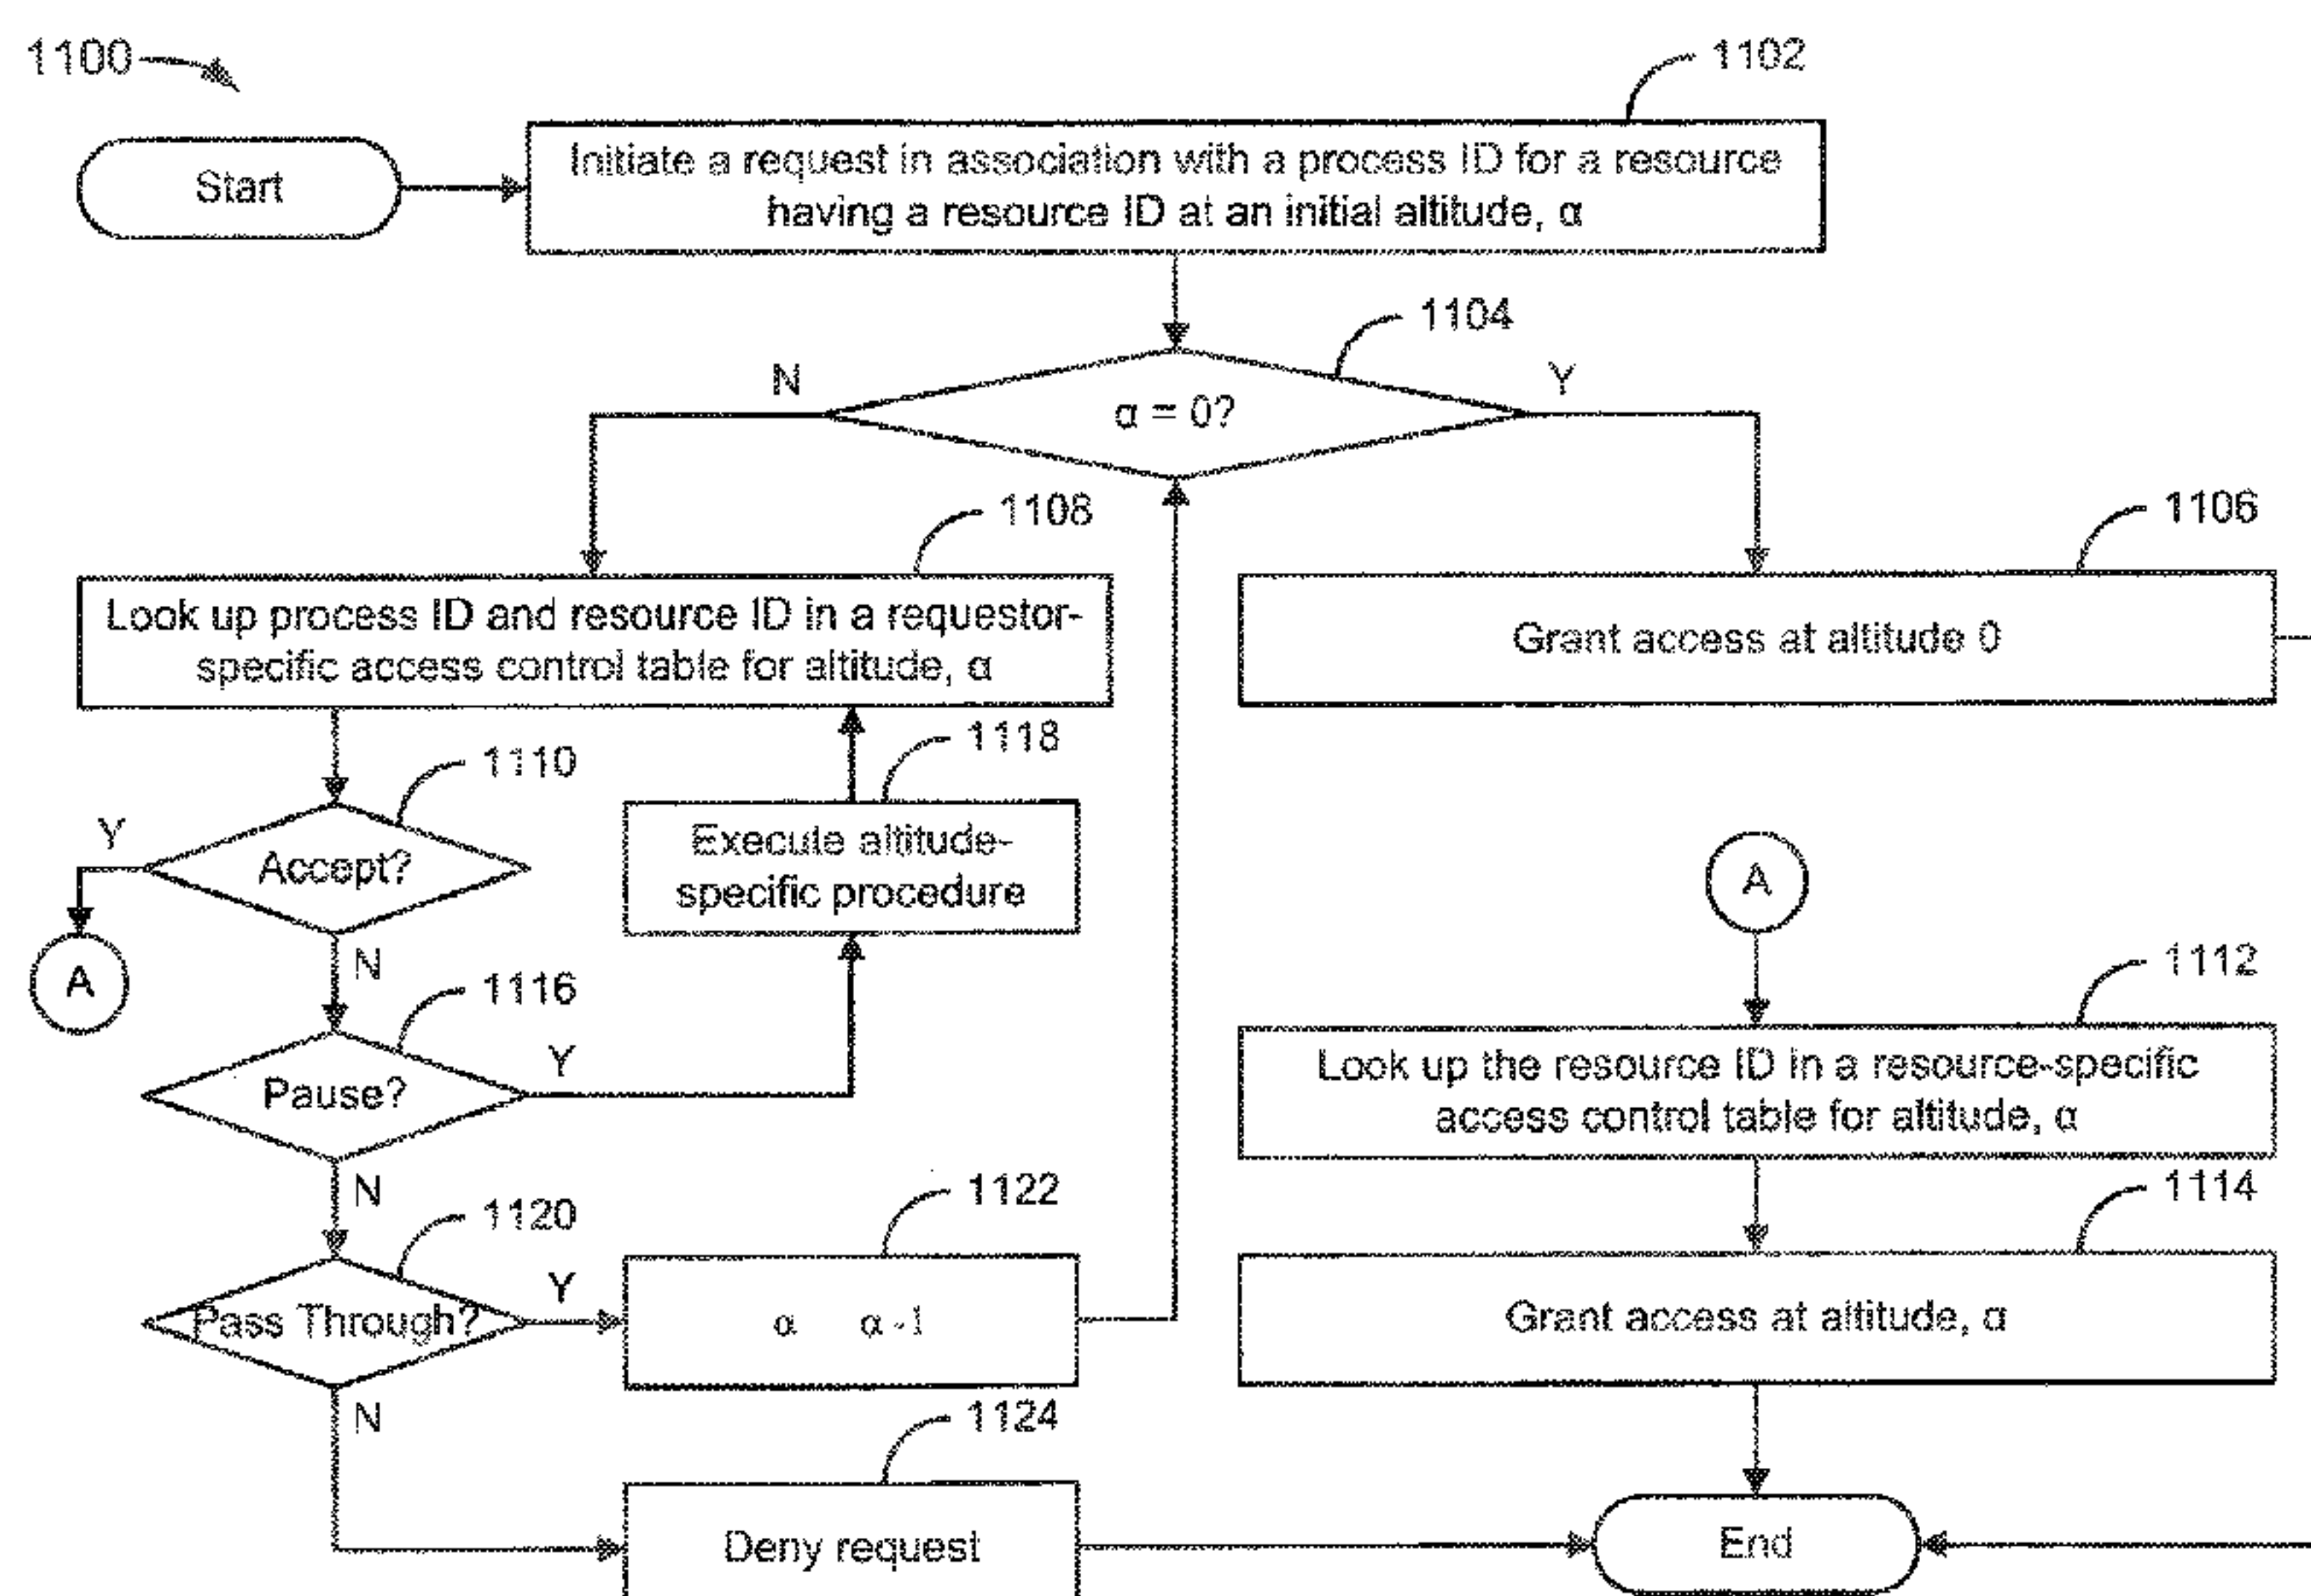 1100
1102
Start
Initiate a request in association with a process ID for a resource
having a resource ID at an initial altitude, α
1104
N
Y
α = 0?
1108
1106
Look up process ID and resource ID in a requestor-
specific access control table for altitude, α
Grant access at altitude 0
1110
1118
Y
Accept?
Execute altitude-
specific procedure
A
A
N
1116
1112
Pause?
Y
Look up the resource ID in a resource-specific
access control table for altitude, α
N
1120
1122
1114
Pass Through?
Y
α α -1
Grant access at altitude, α
N
1124
Deny request
End